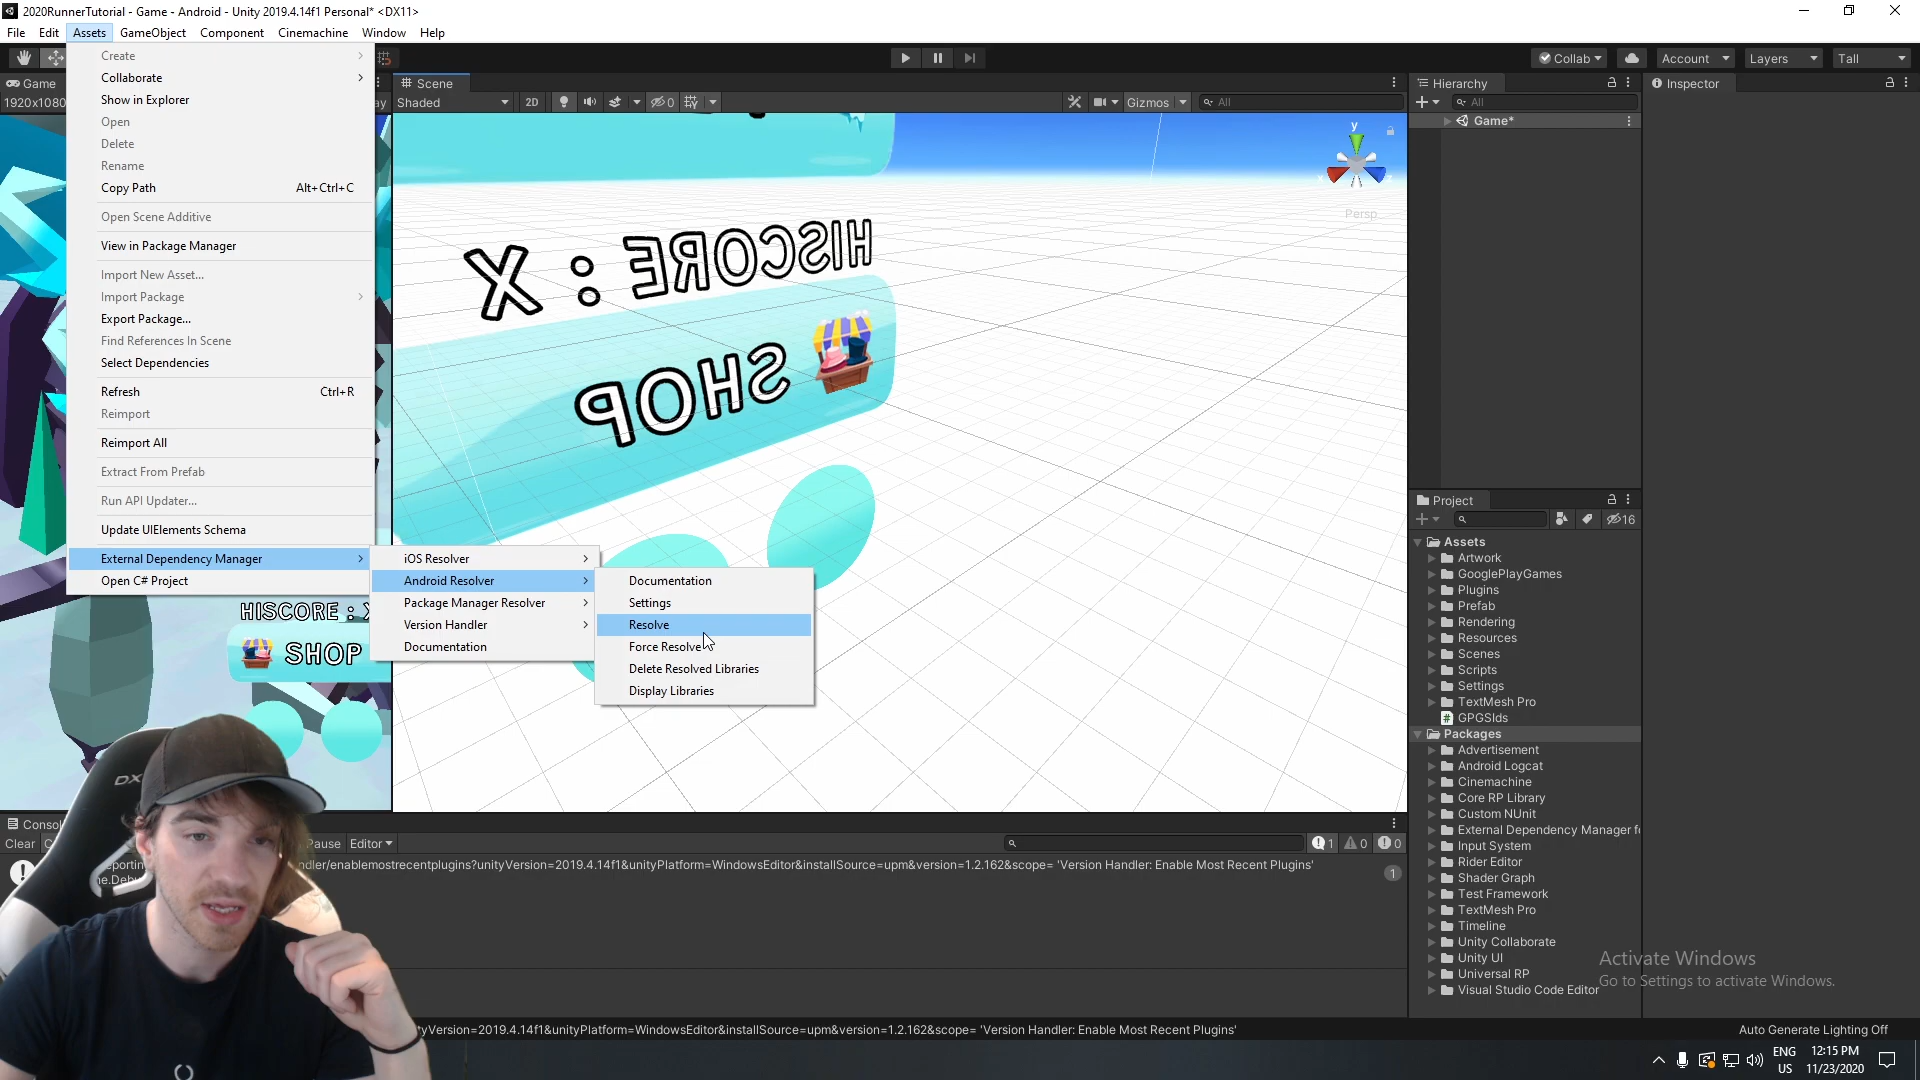 2020RunnerTutorial - Game - Android - Unity 2019.4.14f1 Personal* <DX11>
File Edit Assets GameObject Component Cinemachine Window Help
Collab Account Layers Tall
Game
1920x1080
Create
Collaborate
Show in Explorer
Open
Delete
Rename
Copy Path Alt+Ctrl+C
Open Scene Additive
View in Package Manager
Import New Asset...
Import Package
Export Package...
Find References In Scene
Select Dependencies
Refresh Ctrl+R
Reimport
Reimport All
Extract From Prefab
Run API Updater...
Update UIElements Schema
External Dependency Manager
Open C# Project
iOS Resolver
Android Resolver
Package Manager Resolver
Version Handler
Documentation
Documentation
Settings
Resolve
Force Resolve
Delete Resolved Libraries
Display Libraries
Scene
Shaded 2D 0 Gizmos All
y
Persp
HISCORE : X
SHOP
HISCORE : X
SHOP
Hierarchy
All
Game*
Inspector
Project
16
Assets
Artwork
GooglePlayGames
Plugins
Prefab
Rendering
Resources
Scenes
Scripts
Settings
TextMesh Pro
GPGSIds
Packages
Advertisement
Android Logcat
Cinemachine
Core RP Library
Custom NUnit
External Dependency Manager f
Input System
Rider Editor
Shader Graph
Test Framework
TextMesh Pro
Timeline
Unity Collaborate
Unity UI
Universal RP
Visual Studio Code Editor
Consol
Clear Pause Editor 1 0 0
ndler/enablemostrecentplugins?unityVersion=2019.4.14f1&unityPlatform=WindowsEditor&installSource=upm&version=1.2.162&scope= 'Version Handler: Enable Most Recent Plugins'
1
tyVersion=2019.4.14f1&unityPlatform=WindowsEditor&installSource=upm&version=1.2.162&scope= 'Version Handler: Enable Most Recent Plugins'
DX
Activate Windows
Go to Settings to activate Windows.
Auto Generate Lighting Off
ENG
US
12:15 PM
11/23/2020